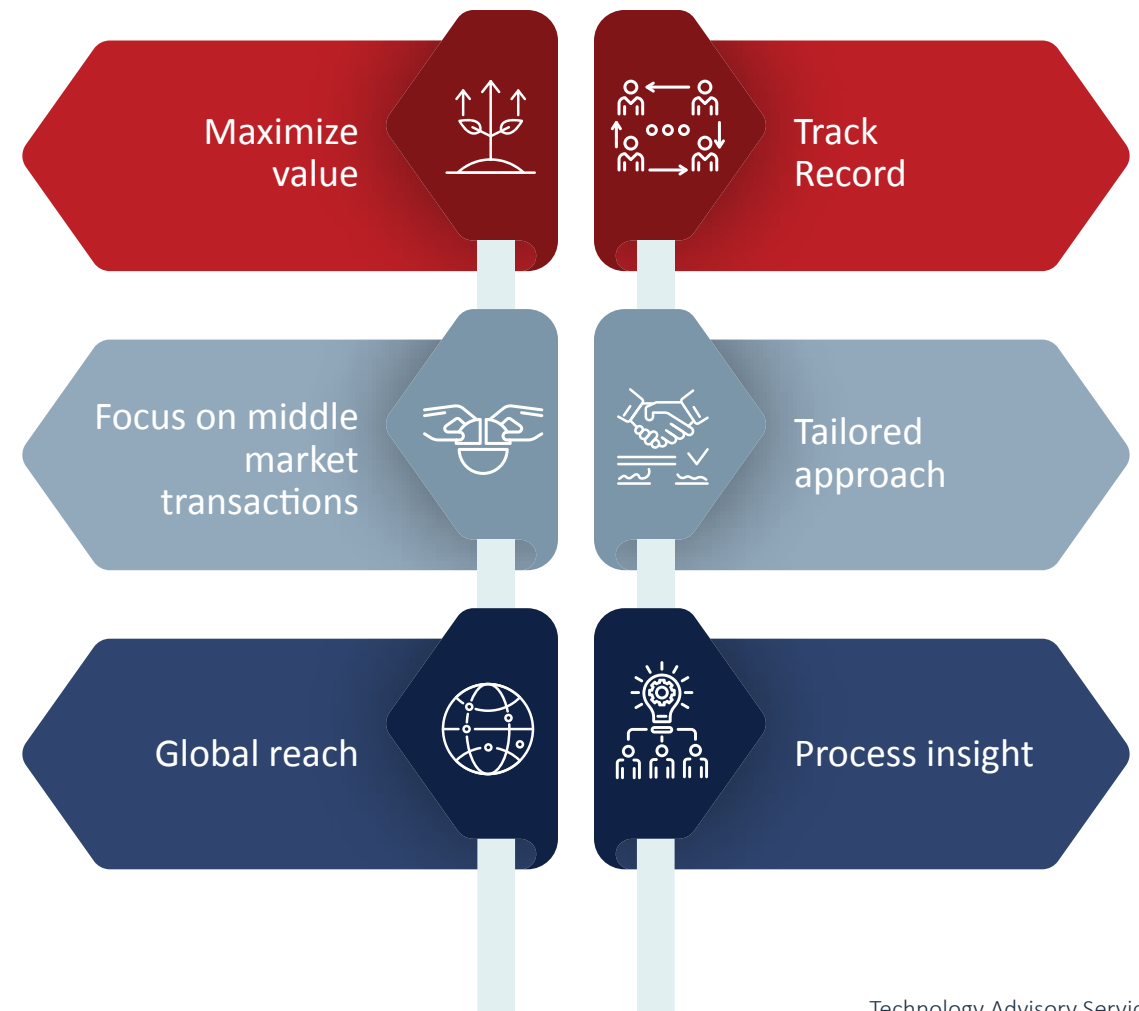 Maximize
value
Track
Record
Focus on middle
market
transactions
Tailored
approach
Global reach
Process insight
Technology Advisory